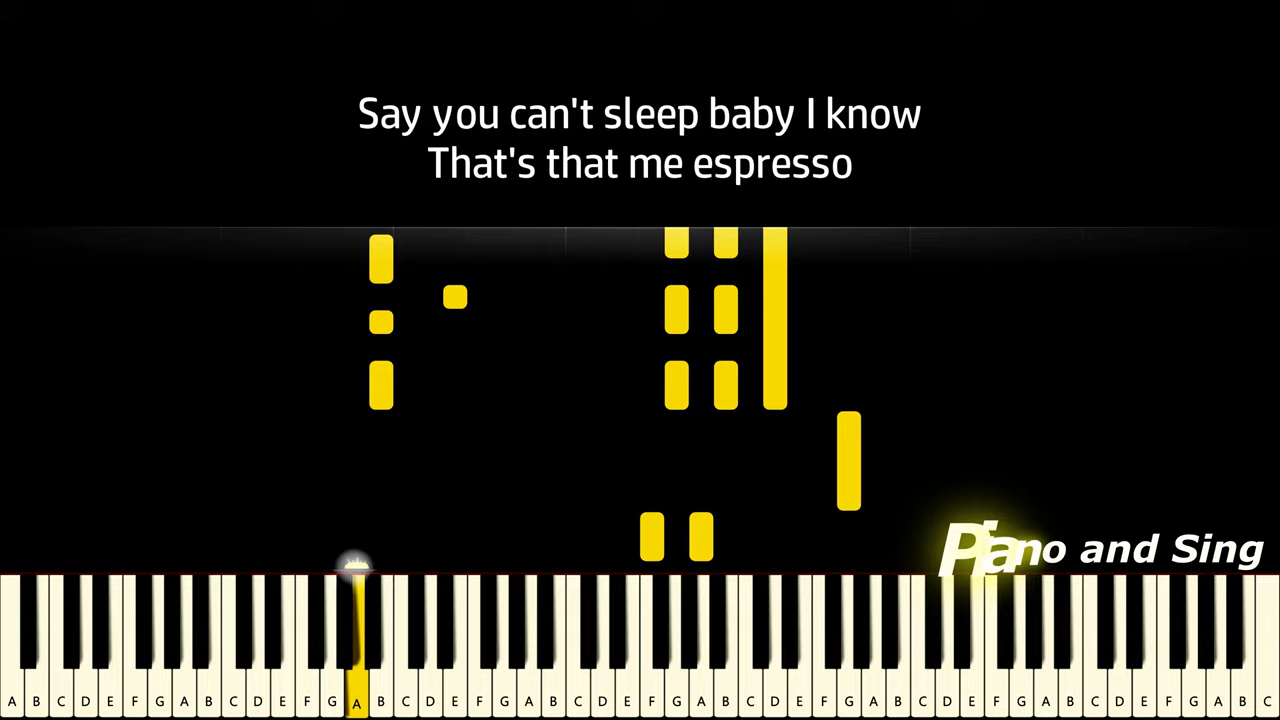 Say you can't sleep baby I know
That's that me espresso
Piano and Sing
A B C D E F G A B C D E F G A B C D E F G A B C D E F G A B C D E F G A B C D E F G A B C D E F G A B C